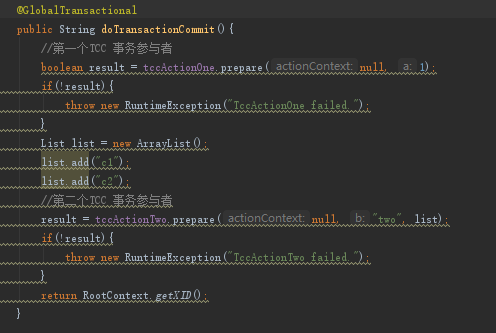 @GlobalTransactional
public String doTransactionCommit(){
//第一个TCC 事务参与者
boolean result = tccActionOne.prepare( actionContext: null, a: 1);
if(!result){
throw new RuntimeException("TccActionOne failed.");
}
List list = new ArrayList();
list.add("c1");
list.add("c2");
//第二个TCC 事务参与者
result = tccActionTwo.prepare( actionContext: null, b: "two", list);
if(!result){
throw new RuntimeException("TccActionTwo failed.");
}
return RootContext.getXID();
}